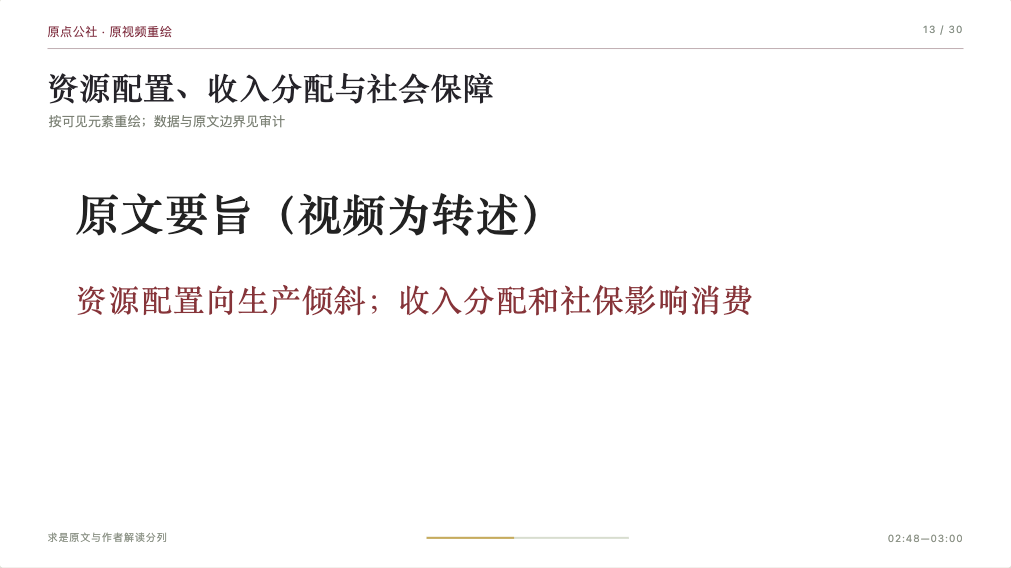 原点公社 · 原视频重绘
13 / 30
资源配置、收入分配与社会保障
按可见元素重绘；数据与原文边界见审计
原文要旨（视频为转述）
资源配置向生产倾斜；收入分配和社保影响消费
求是原文与作者解读分列
02:48—03:00